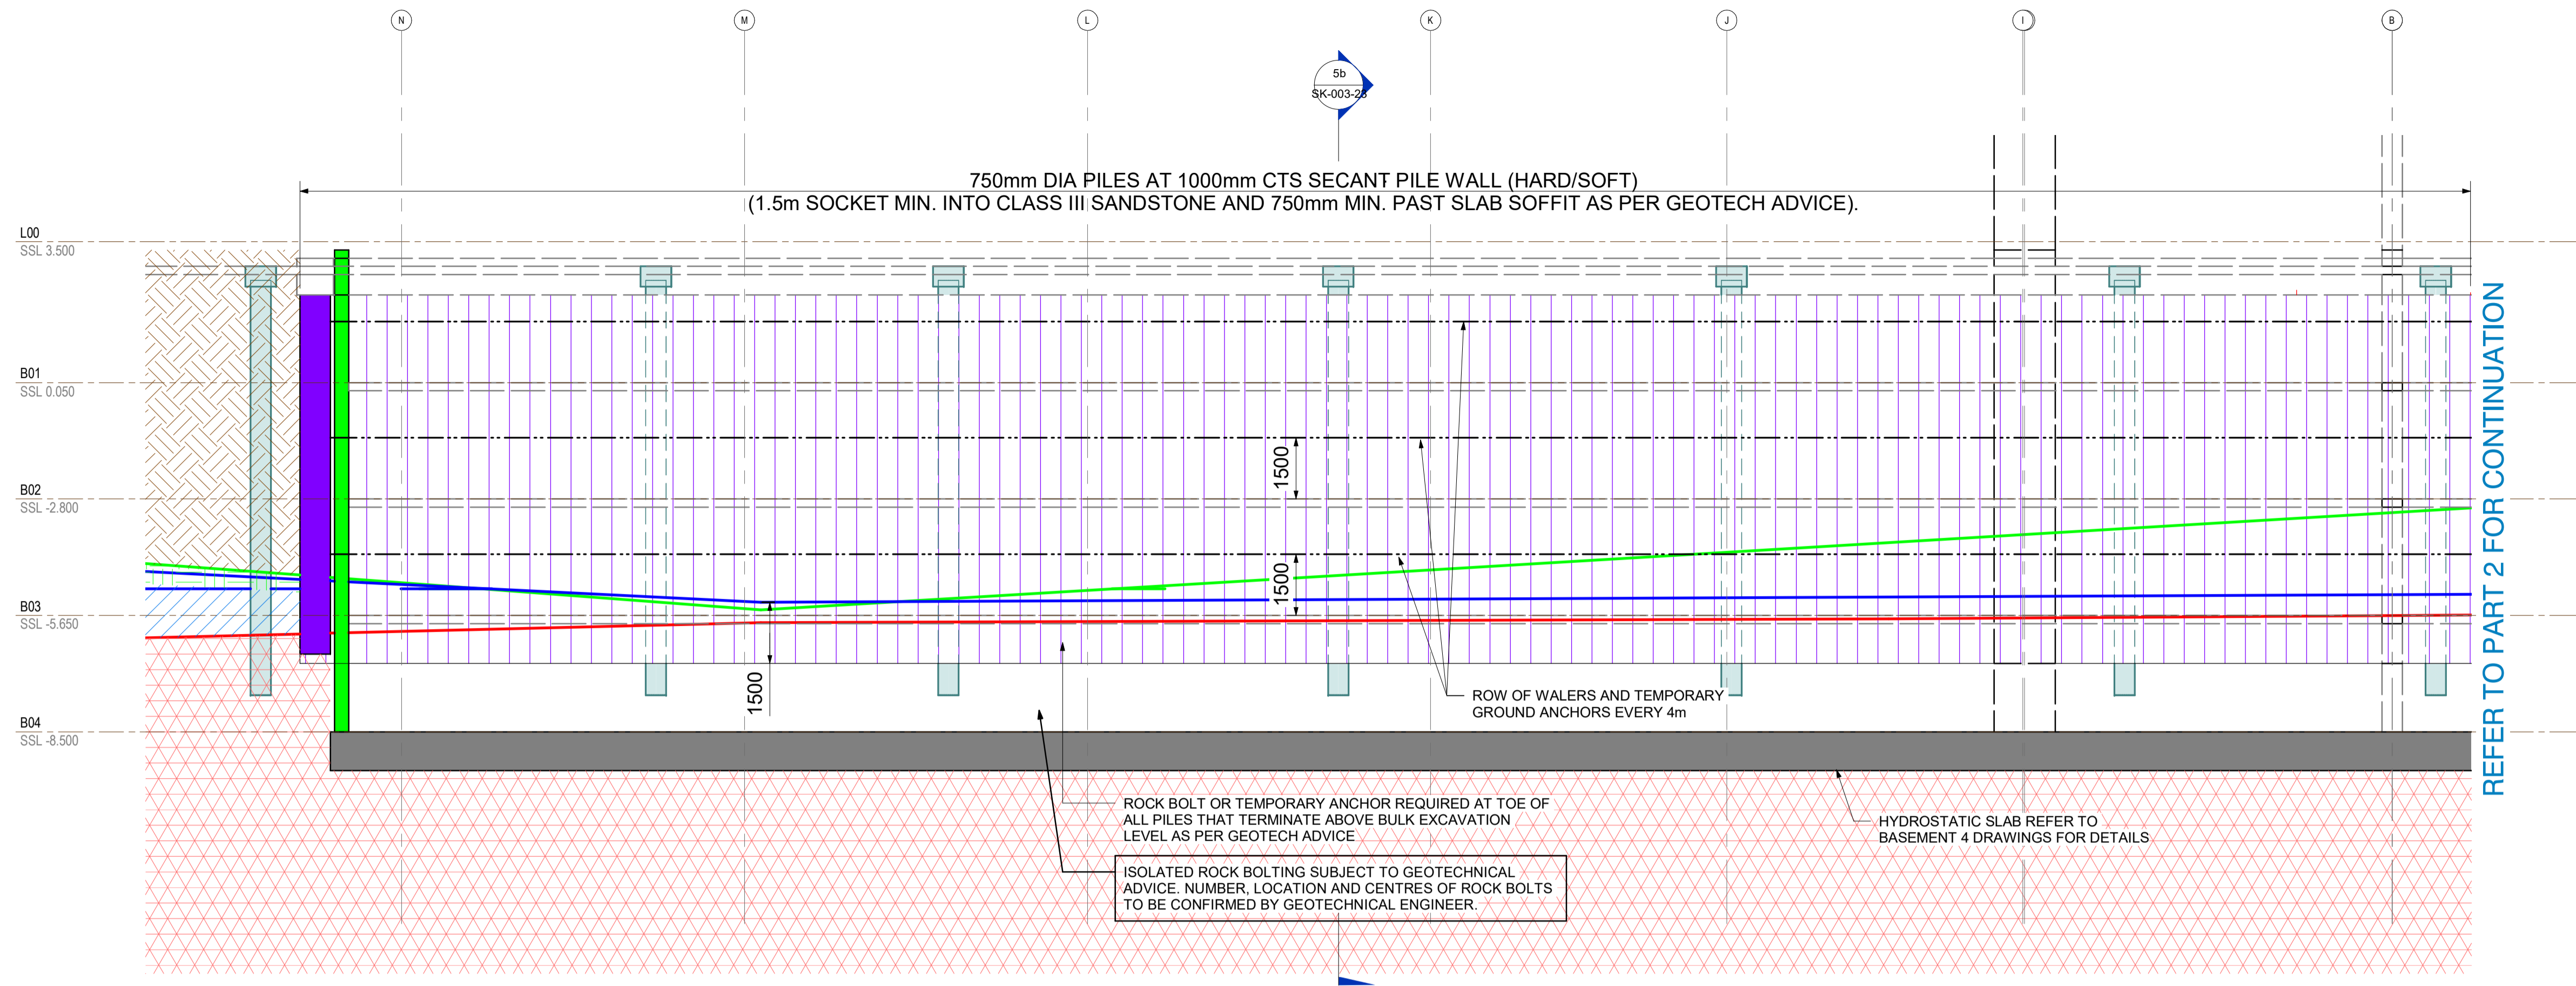 N
M
L
K
J
I
B
5b
SK-003-23
750mm DIA PILES AT 1000mm CTS SECANT PILE WALL (HARD/SOFT)
(1.5m SOCKET MIN. INTO CLASS III SANDSTONE AND 750mm MIN. PAST SLAB SOFFIT AS PER GEOTECH ADVICE).
L00
SSL 3.500
B01
SSL 0.050
B02
SSL -2.800
B03
SSL -5.650
B04
SSL -8.500
1500
1500
1500
ROW OF WALERS AND TEMPORARY
GROUND ANCHORS EVERY 4m
ROCK BOLT OR TEMPORARY ANCHOR REQUIRED AT TOE OF
ALL PILES THAT TERMINATE ABOVE BULK EXCAVATION
LEVEL AS PER GEOTECH ADVICE
ISOLATED ROCK BOLTING SUBJECT TO GEOTECHNICAL
ADVICE. NUMBER, LOCATION AND CENTRES OF ROCK BOLTS
TO BE CONFIRMED BY GEOTECHNICAL ENGINEER.
HYDROSTATIC SLAB REFER TO
BASEMENT 4 DRAWINGS FOR DETAILS
REFER TO PART 2 FOR CONTINUATION